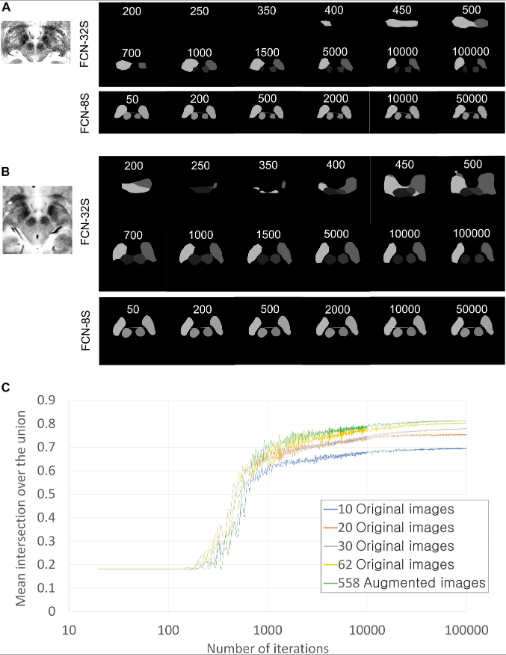 A
FCN-32S
200 250 350 400 450 500
700 1000 1500 5000 10000 100000
FCN-8S
50 200 500 2000 10000 50000
B
FCN-32S
200 250 350 400 450 500
700 1000 1500 5000 10000 100000
FCN-8S
50 200 500 2000 10000 50000
C
Mean intersection over the union
0.9
0.8
0.7
0.6
0.5
0.4
0.3
0.2
0.1
0
10 Original images
20 Original images
30 Original images
62 Original images
558 Augmented images
10 100 1000 10000 100000
Number of iterations